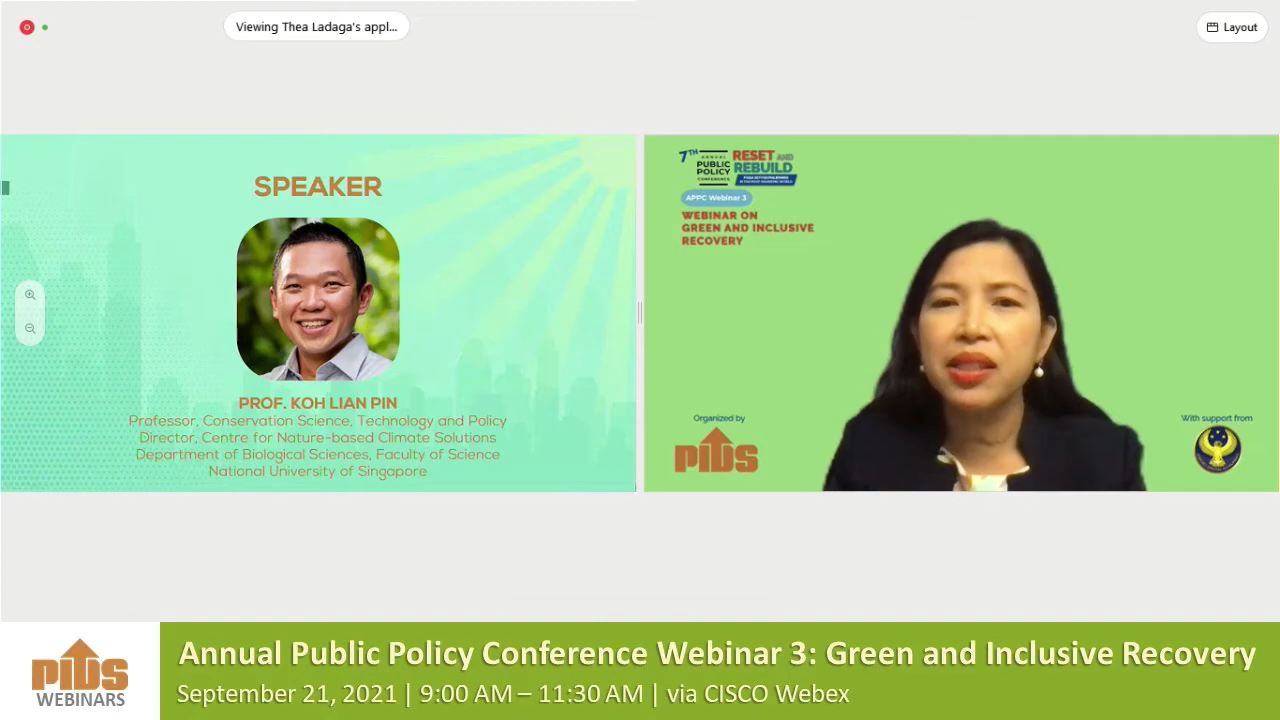 Viewing Thea Ladaga's appl...
Layout
SPEAKER
PROF. KOH LIAN PIN
Professor, Conservation Science, Technology and Policy
Director, Centre for Nature-based Climate Solutions
Department of Biological Sciences, Faculty of Science
National University of Singapore
7TH
ANNUAL
PUBLIC
POLICY
CONFERENCE
RESET AND
REBUILD
APPC Webinar 3
WEBINAR ON
GREEN AND INCLUSIVE
RECOVERY
Organized by
PIDS
With support from
PIDS
WEBINARS
Annual Public Policy Conference Webinar 3: Green and Inclusive Recovery
September 21, 2021 | 9:00 AM – 11:30 AM | via CISCO Webex